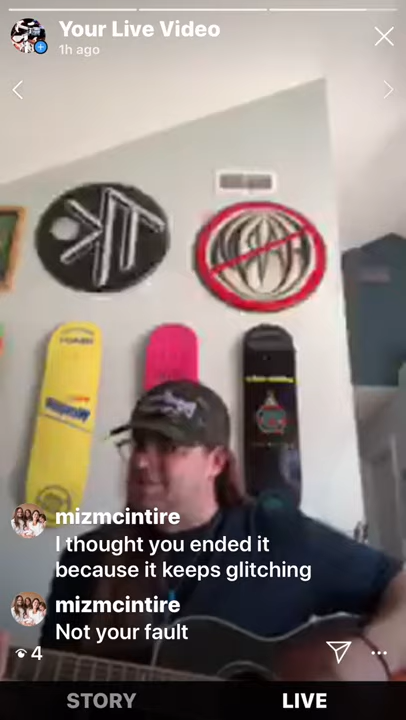 Your Live Video
1h ago
mizmcintire
I thought you ended it
because it keeps glitching
mizmcintire
Not your fault
4
STORY
LIVE